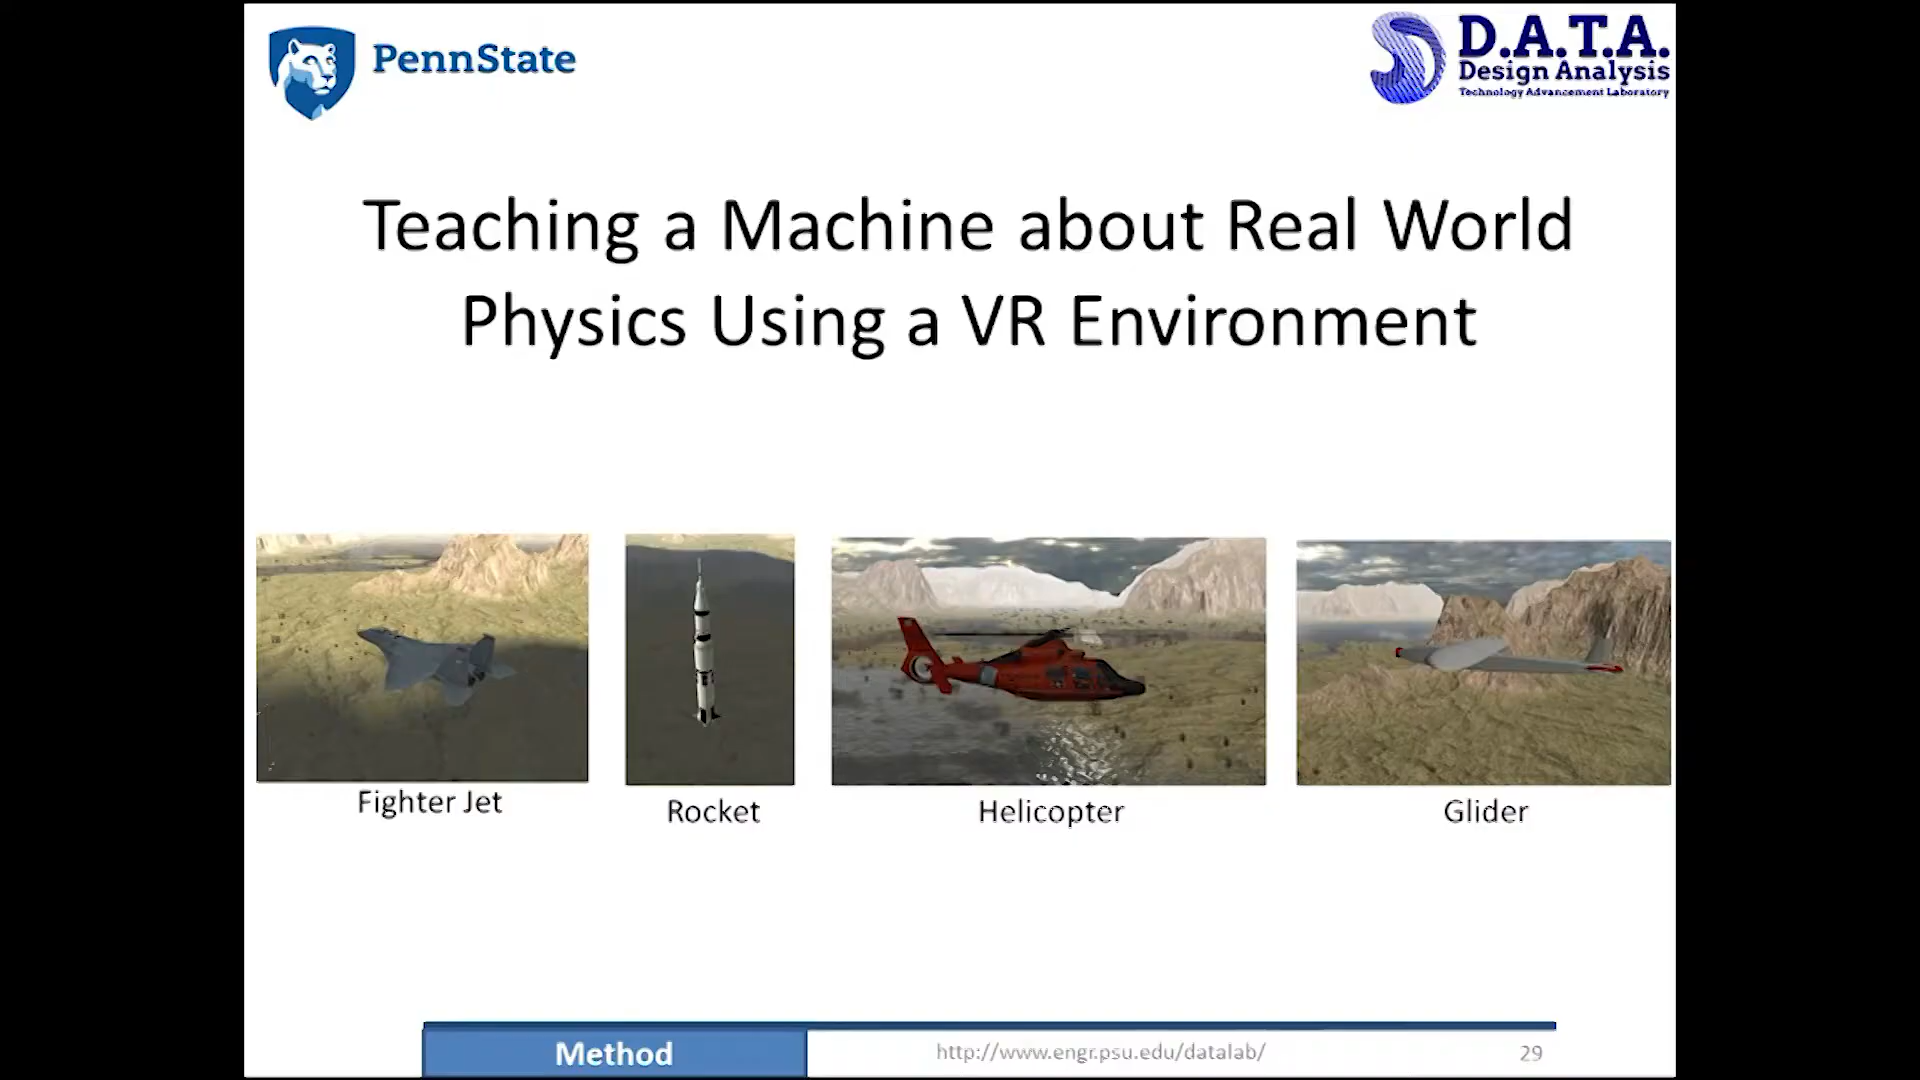 PennState
D.A.T.A.
Design Analysis
Technology Advancement Laboratory
Teaching a Machine about Real World
Physics Using a VR Environment
Fighter Jet
Rocket
Helicopter
Glider
Method
http://www.engr.psu.edu/datalab/
29